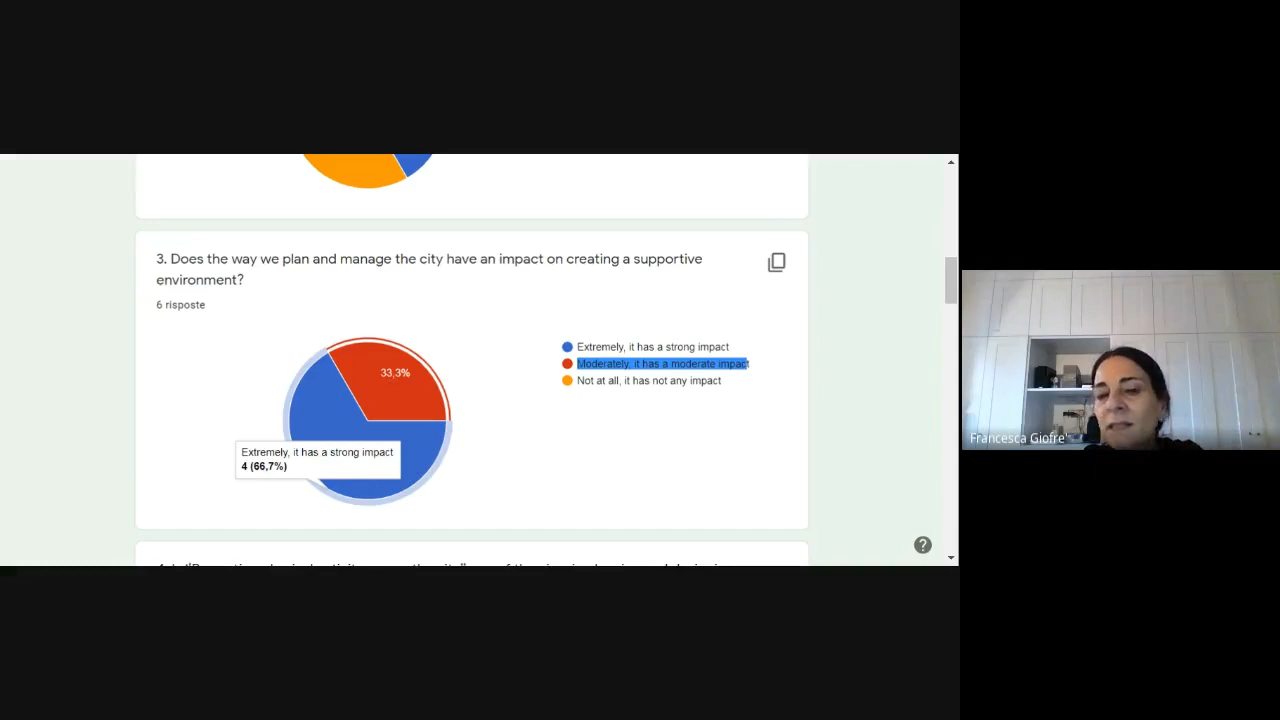 3. Does the way we plan and manage the city have an impact on creating a supportive
environment?
6 risposte
33,3%
Extremely, it has a strong impact
Moderately, it has a moderate impact
Not at all, it has not any impact
Extremely, it has a strong impact
4 (66,7%)
Francesca Giofre'